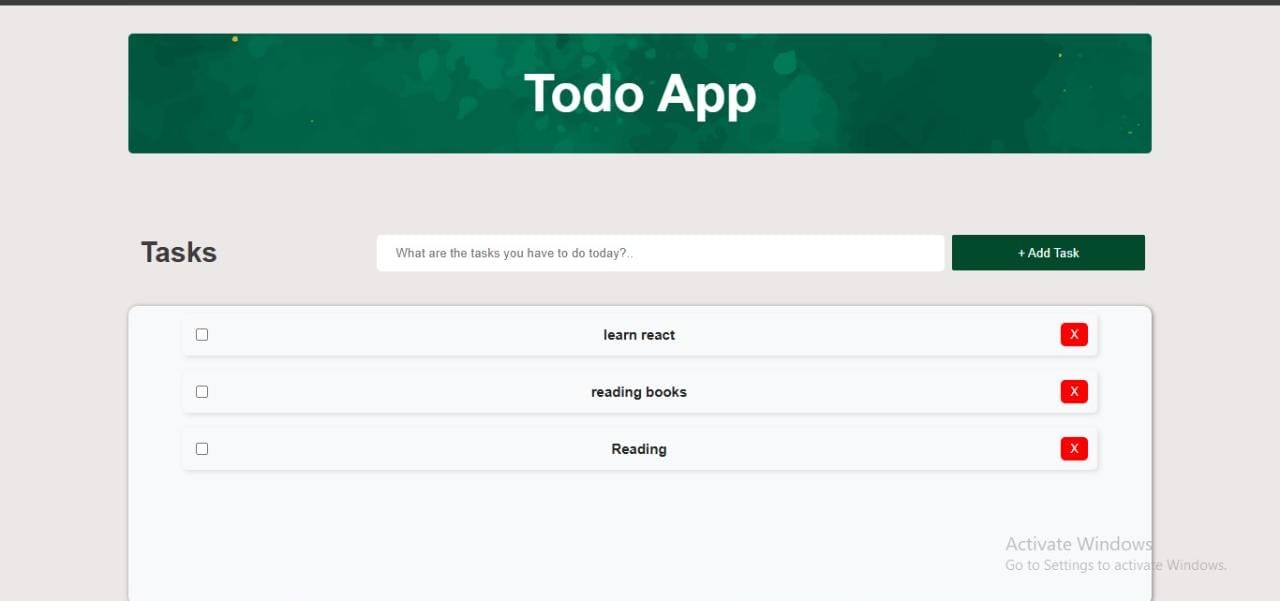 Todo App
Tasks
What are the tasks you have to do today?..
+ Add Task
learn react
X
reading books
X
Reading
X
Activate Windows
Go to Settings to activate Windows.